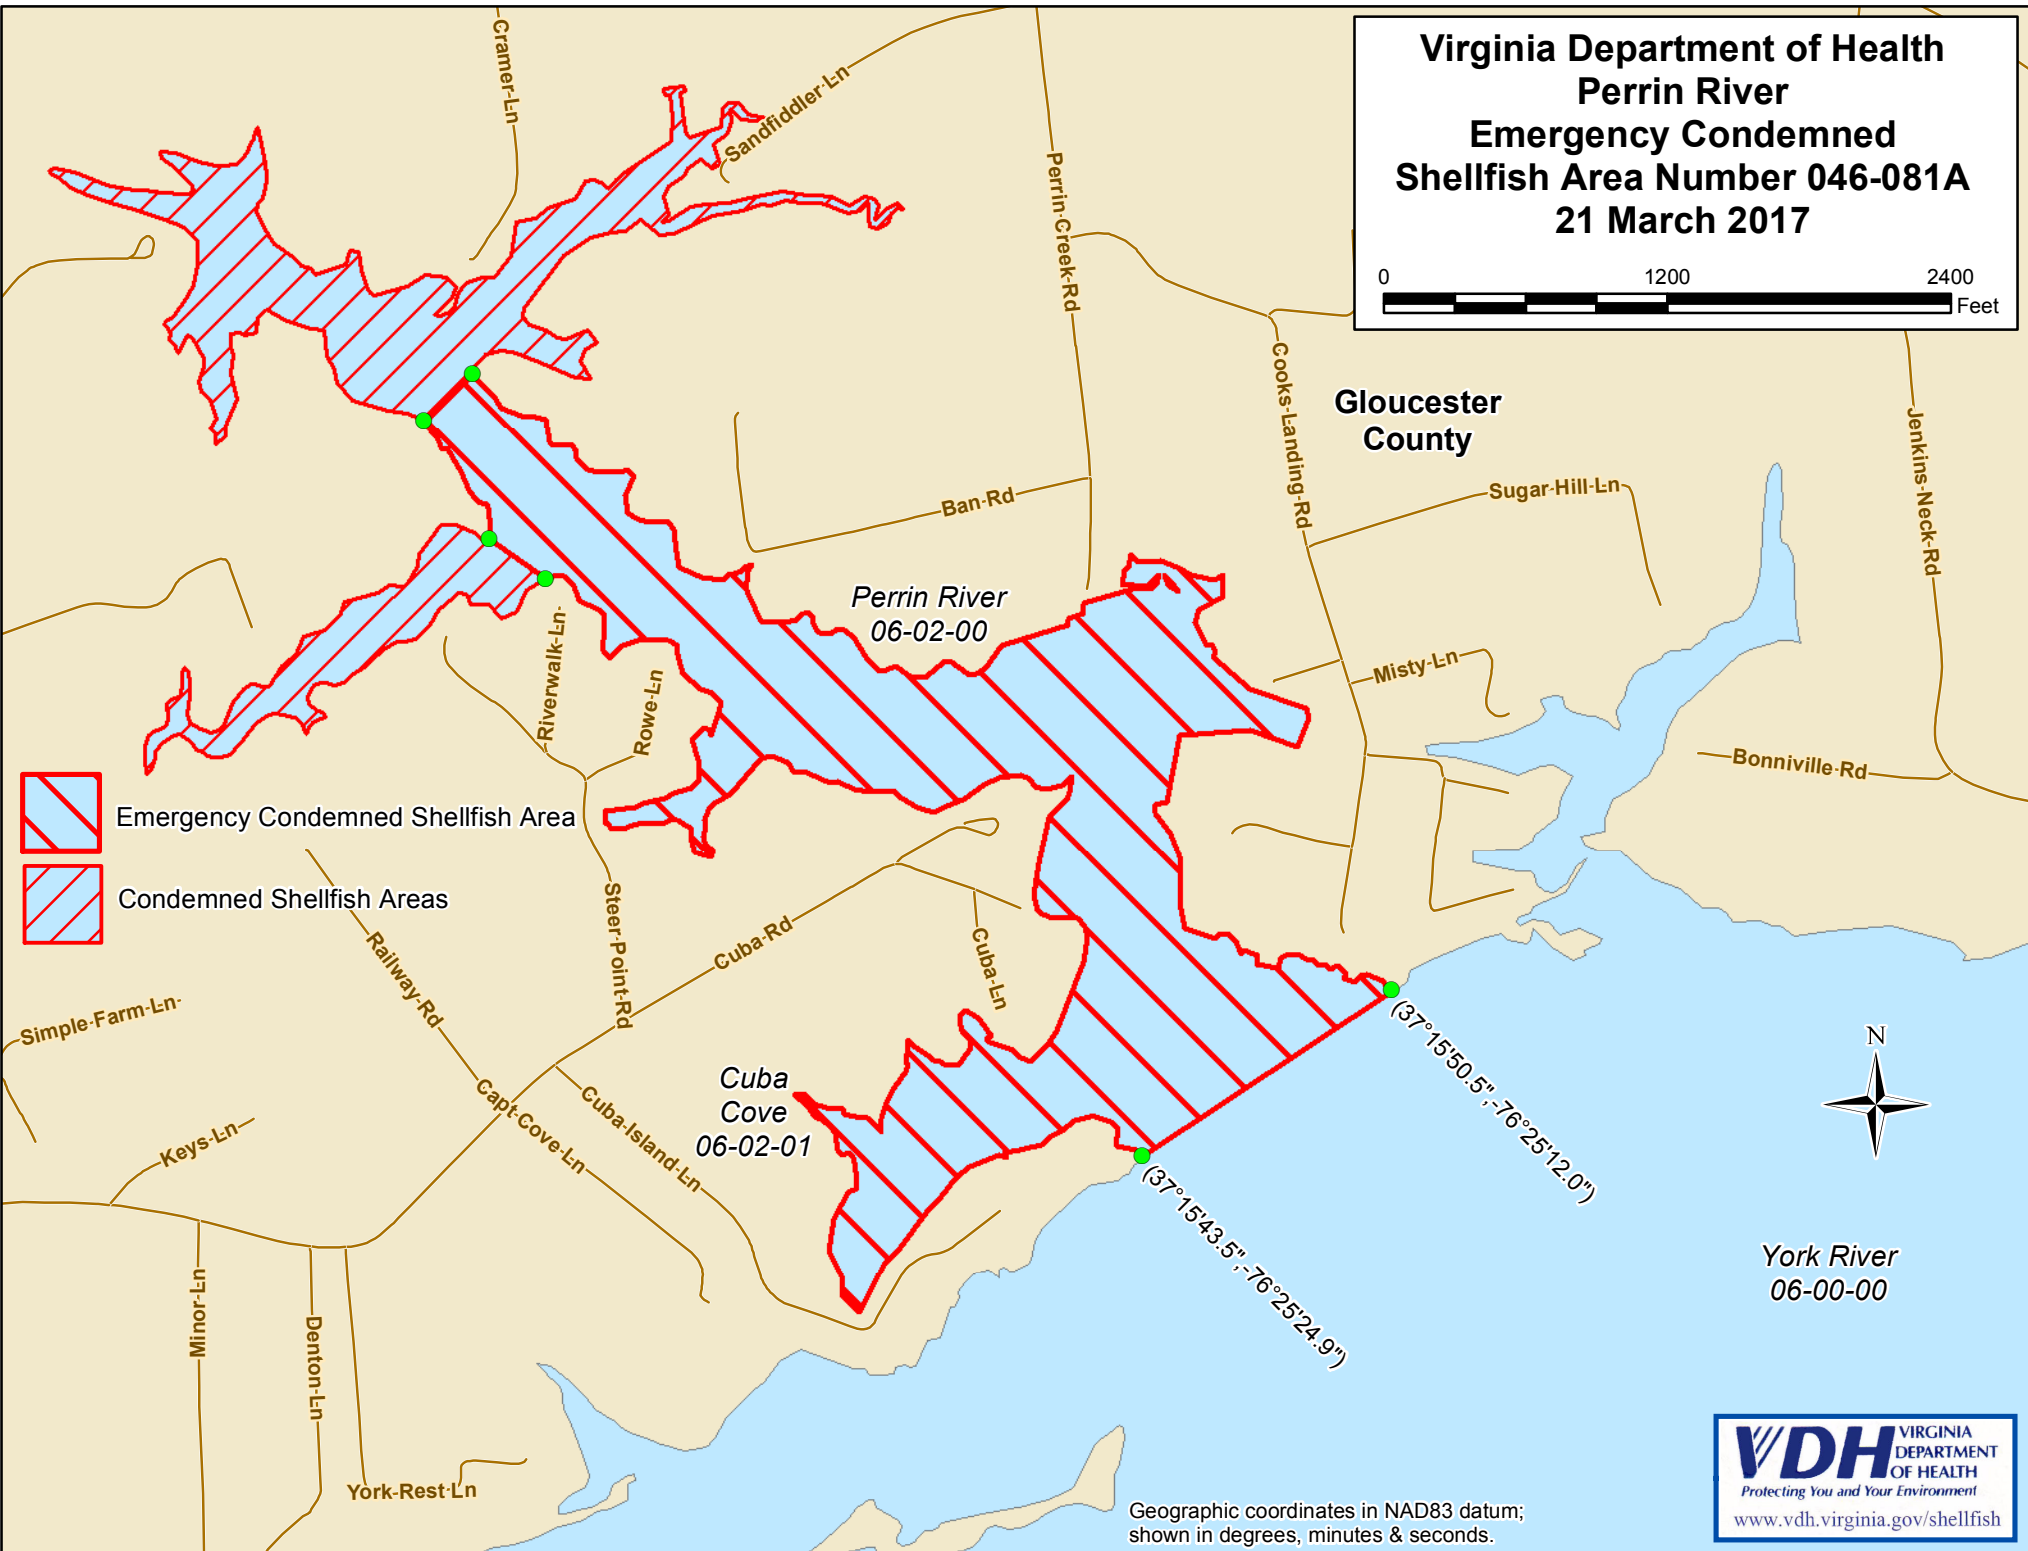 Virginia Department of Health
Perrin River
Emergency Condemned
Shellfish Area Number 046-081A
21 March 2017
0 1200 2400
Feet
Cramer Ln
Sandfiddler Ln
Perrin Creek Rd
Cooks Landing Rd
Gloucester
County
Jenkins Neck Rd
Sugar Hill Ln
Ban Rd
Perrin River
06-02-00
Misty Ln
Riverwalk Ln
Rowe Ln
Bonniville Rd
Emergency Condemned Shellfish Area
Condemned Shellfish Areas
Steer Point Rd
Cuba Rd
Cuba Ln
Railway Rd
Simple Farm Ln
(37°15'50.5",-76°25'12.0")
N
Cuba
Cove
06-02-01
Capt Cove Ln
Cuba Island Ln
Keys Ln
(37°15'43.5",-76°25'24.9")
York River
06-00-00
Minor Ln
Denton Ln
York Rest Ln
Geographic coordinates in NAD83 datum;
shown in degrees, minutes & seconds.
VDH VIRGINIA
DEPARTMENT
OF HEALTH
Protecting You and Your Environment
www.vdh.virginia.gov/shellfish